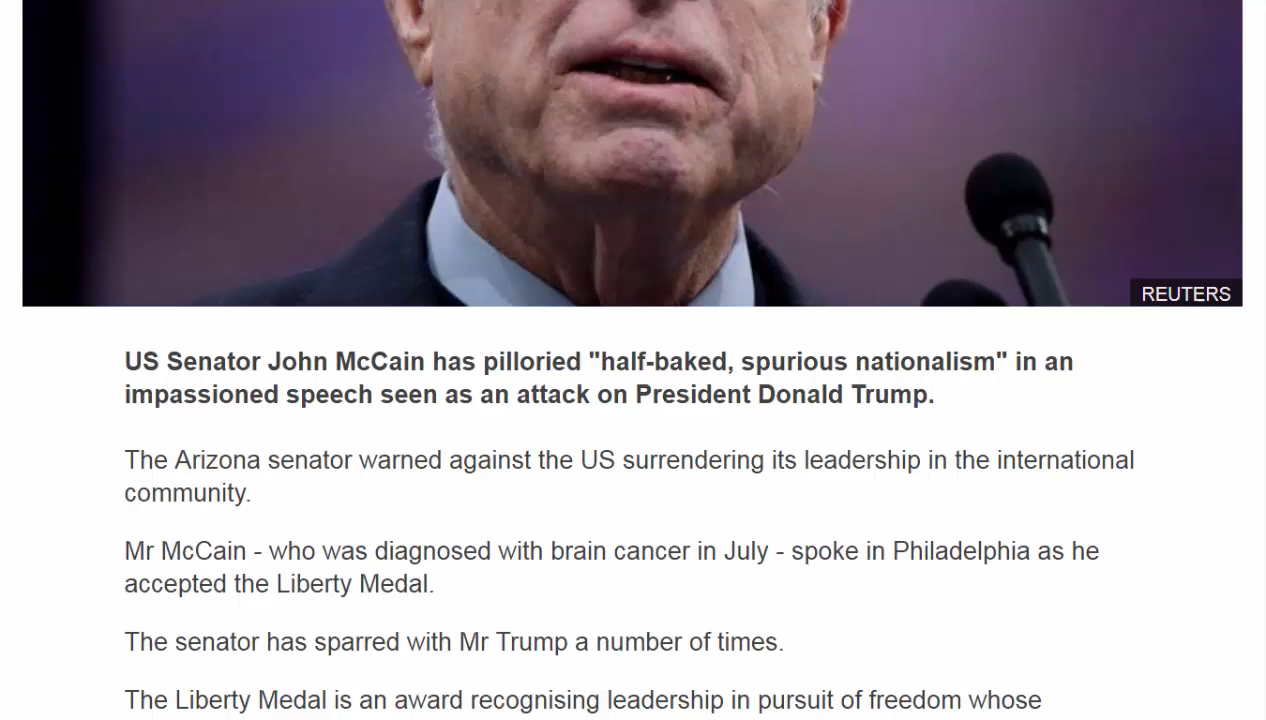 REUTERS
US Senator John McCain has pilloried "half-baked, spurious nationalism" in an
impassioned speech seen as an attack on President Donald Trump.
The Arizona senator warned against the US surrendering its leadership in the international
community.
Mr McCain - who was diagnosed with brain cancer in July - spoke in Philadelphia as he
accepted the Liberty Medal.
The senator has sparred with Mr Trump a number of times.
The Liberty Medal is an award recognising leadership in pursuit of freedom whose